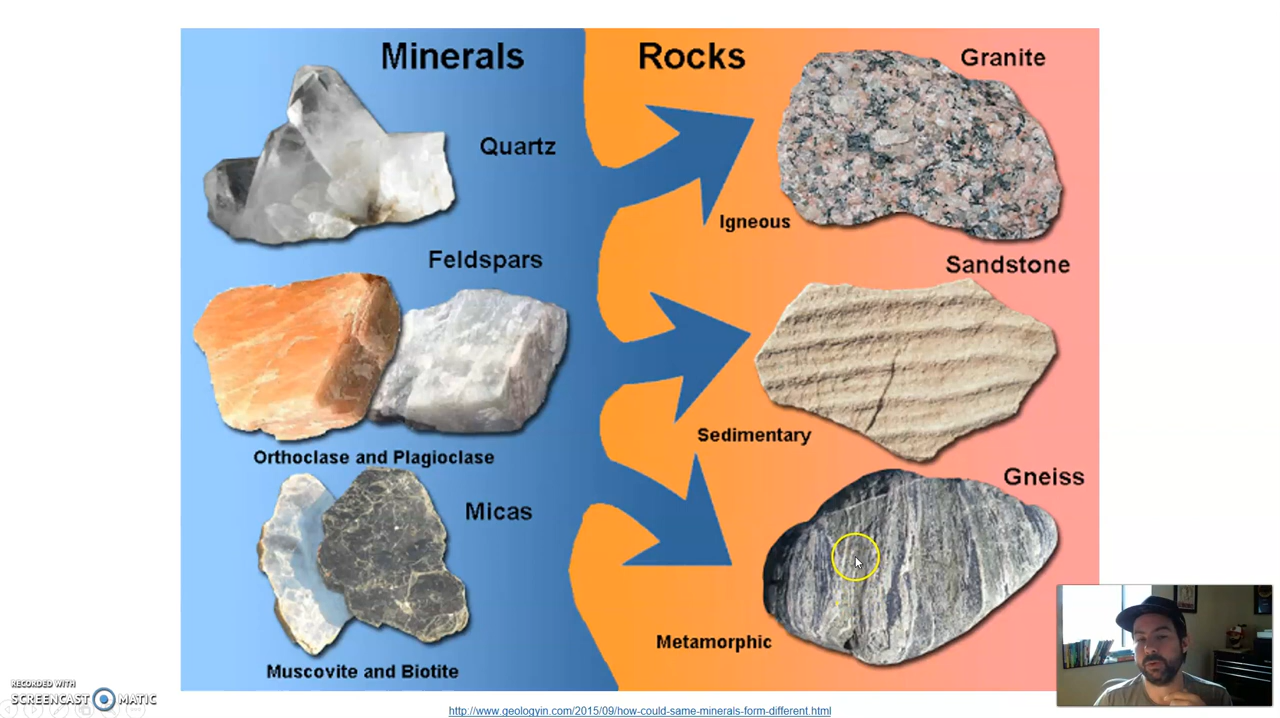 Minerals
Rocks
Granite
Quartz
Igneous
Feldspars
Sandstone
Orthoclase and Plagioclase
Sedimentary
Micas
Gneiss
Muscovite and Biotite
Metamorphic
RECORDED WITH
SCREENCAST MATIC
http://www.geologyin.com/2015/09/how-could-same-minerals-form-different.html